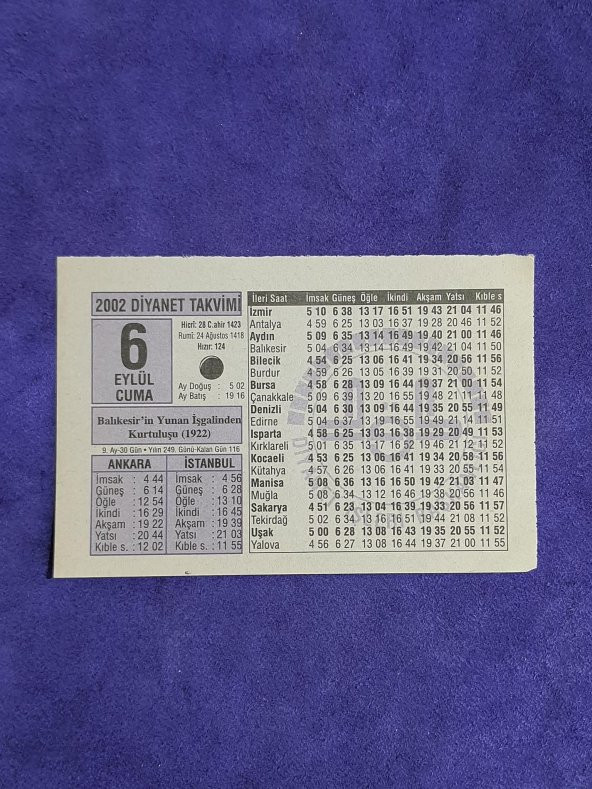 2002 DİYANET TAKVİMİ
6
EYLÜL
CUMA
Hicrî: 28 C.ahir 1423
Rumî: 24 Ağustos 1418
Hızır: 124
Ay Doğuş : 5 02
Ay Batış : 19 16
Balıkesir'in Yunan İşgalinden
Kurtuluşu (1922)
9. Ay-30 Gün • Yılın 249. Günü-Kalan Gün 116
ANKARA
İmsak : 4 44
Güneş : 6 14
Öğle : 12 54
İkindi : 16 29
Akşam : 19 22
Yatsı : 20 44
Kıble s. : 12 02
İSTANBUL
İmsak : 4 56
Güneş : 6 28
Öğle : 13 10
İkindi : 16 45
Akşam : 19 39
Yatsı : 21 03
Kıble s. : 11 55
İleri Saat İmsak Güneş Öğle İkindi Akşam Yatsı Kıble s
İzmir 5 10 6 38 13 17 16 51 19 43 21 04 11 46
Antalya 4 59 6 25 13 03 16 37 19 28 20 46 11 52
Aydın 5 09 6 35 13 14 16 49 19 40 21 00 11 46
Balıkesir 5 04 6 34 13 14 16 49 19 42 21 04 11 50
Bilecik 4 54 6 25 13 06 16 41 19 34 20 56 11 56
Burdur 4 59 6 26 13 05 16 39 19 31 20 50 11 52
Bursa 4 58 6 28 13 09 16 44 19 37 21 00 11 54
Çanakkale 5 09 6 40 13 20 16 55 19 48 21 11 11 48
Denizli 5 04 6 30 13 09 16 44 19 35 20 55 11 49
Edirne 5 04 6 37 13 19 16 54 19 48 21 13 11 51
Isparta 4 58 6 25 13 03 16 38 19 29 20 49 11 53
Kırklareli 5 01 6 35 13 17 16 52 19 46 21 12 11 52
Kocaeli 4 53 6 25 13 06 16 41 19 34 20 58 11 56
Kütahya 4 57 6 26 13 06 16 41 19 33 20 55 11 54
Manisa 5 08 6 36 13 16 16 50 19 42 21 03 11 47
Muğla 5 08 6 34 13 12 16 46 19 38 20 56 11 46
Sakarya 4 51 6 23 13 04 16 39 19 33 20 56 11 57
Tekirdağ 5 02 6 34 13 16 16 51 19 44 21 09 11 52
Uşak 5 00 6 28 13 08 16 43 19 35 20 55 11 52
Yalova 4 56 6 27 13 08 16 44 19 37 21 00 11 55